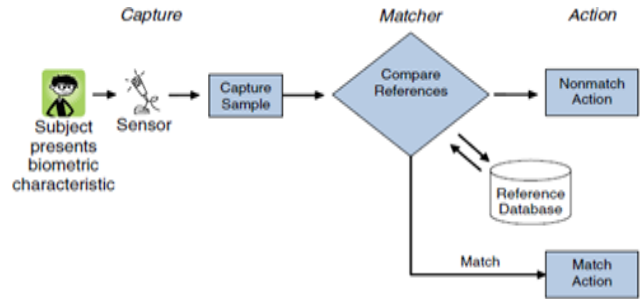 Capture
Matcher
Action
Subject
presents
biometric
characteristic
Sensor
Capture
Sample
Compare
References
Nonmatch
Action
Reference
Database
Match
Match
Action